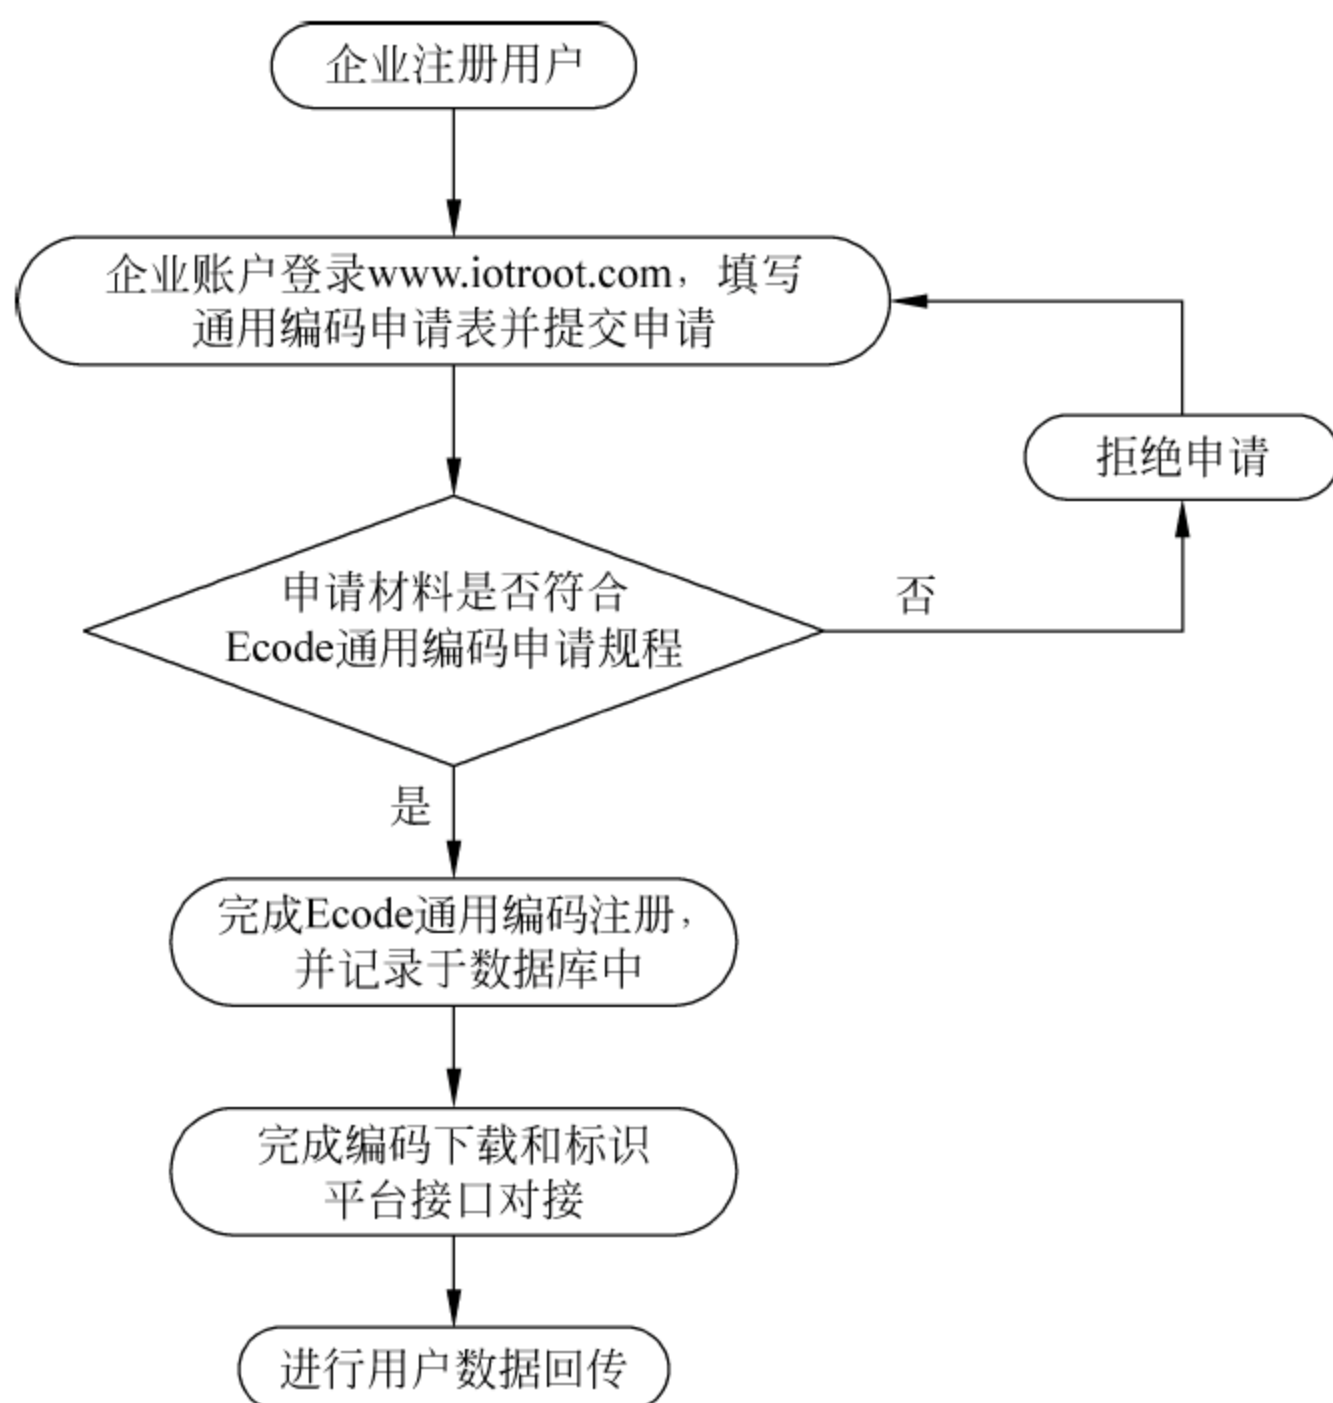 企业注册用户
企业账户登录www.iotroot.com，填写
通用编码申请表并提交申请
拒绝申请
申请材料是否符合
Ecode通用编码申请规程
否
是
完成Ecode通用编码注册，
并记录于数据库中
完成编码下载和标识
平台接口对接
进行用户数据回传